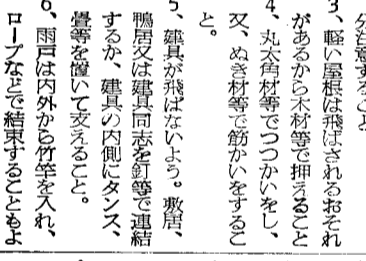 分注意すること
3、軽い屋根は飛ばされるおそれ
があるから木材等で押えること
4、丸太角材等でつつかいをし、
又、ぬき材等で筋かいをするこ
と。
5、建具が飛ばないよう。敷居、
鴨居又は建具同志を釘等で連結
するか、建具の内側にタンス、
畳等を置いて支えること。
6、雨戸は内外から竹竿を入れ、
ロープなどで結束することもよ